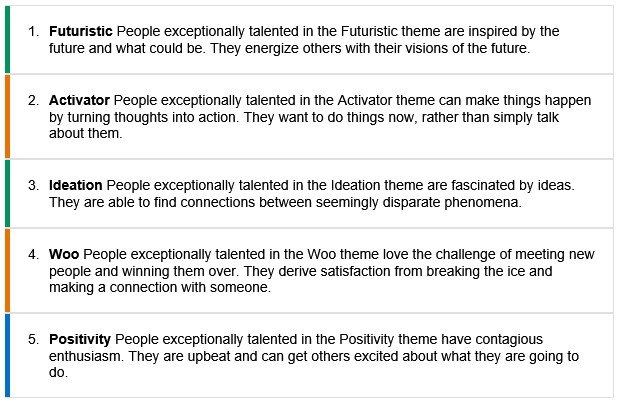 1. Futuristic People exceptionally talented in the Futuristic theme are inspired by the
future and what could be. They energize others with their visions of the future.
2. Activator People exceptionally talented in the Activator theme can make things happen
by turning thoughts into action. They want to do things now, rather than simply talk
about them.
3. Ideation People exceptionally talented in the Ideation theme are fascinated by ideas.
They are able to find connections between seemingly disparate phenomena.
4. Woo People exceptionally talented in the Woo theme love the challenge of meeting new
people and winning them over. They derive satisfaction from breaking the ice and
making a connection with someone.
5. Positivity People exceptionally talented in the Positivity theme have contagious
enthusiasm. They are upbeat and can get others excited about what they are going to
do.